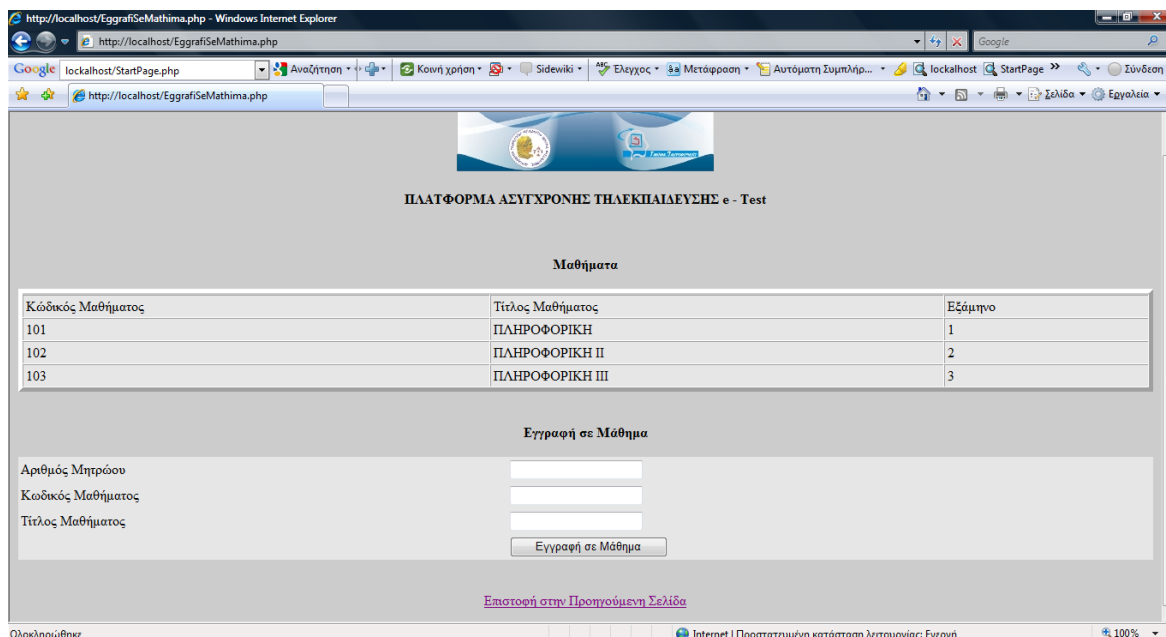 http://localhost/EggrafiSeMathima.php - Windows Internet Explorer
http://localhost/EggrafiSeMathima.php Google
Google lockalhost/StartPage.php Αναζήτηση Κοινή χρήση Sidewiki Έλεγχος Μετάφραση Αυτόματη Συμπλήρ... lockalhost StartPage » Σύνδεση
http://localhost/EggrafiSeMathima.php Σελίδα Εργαλεία
ΠΛΑΤΦΟΡΜΑ ΑΣΥΓΧΡΟΝΗΣ ΤΗΛΕΚΠΑΙΔΕΥΣΗΣ e - Test
Μαθήματα
Κώδικός Μαθήματος Τίτλος Μαθήματος Εξάμηνο
101 ΠΛΗΡΟΦΟΡΙΚΗ 1
102 ΠΛΗΡΟΦΟΡΙΚΗ ΙΙ 2
103 ΠΛΗΡΟΦΟΡΙΚΗ ΙΙΙ 3
Εγγραφή σε Μάθημα
Αριθμός Μητρώου
Κωδικός Μαθήματος
Τίτλος Μαθήματος
Εγγραφή σε Μάθημα
Επιστοφή στην Προηγούμενη Σελίδα
Ολοκληρώθηκε Internet | Προστατευμένη κατάσταση λειτουργίας: Ενεργή 100%